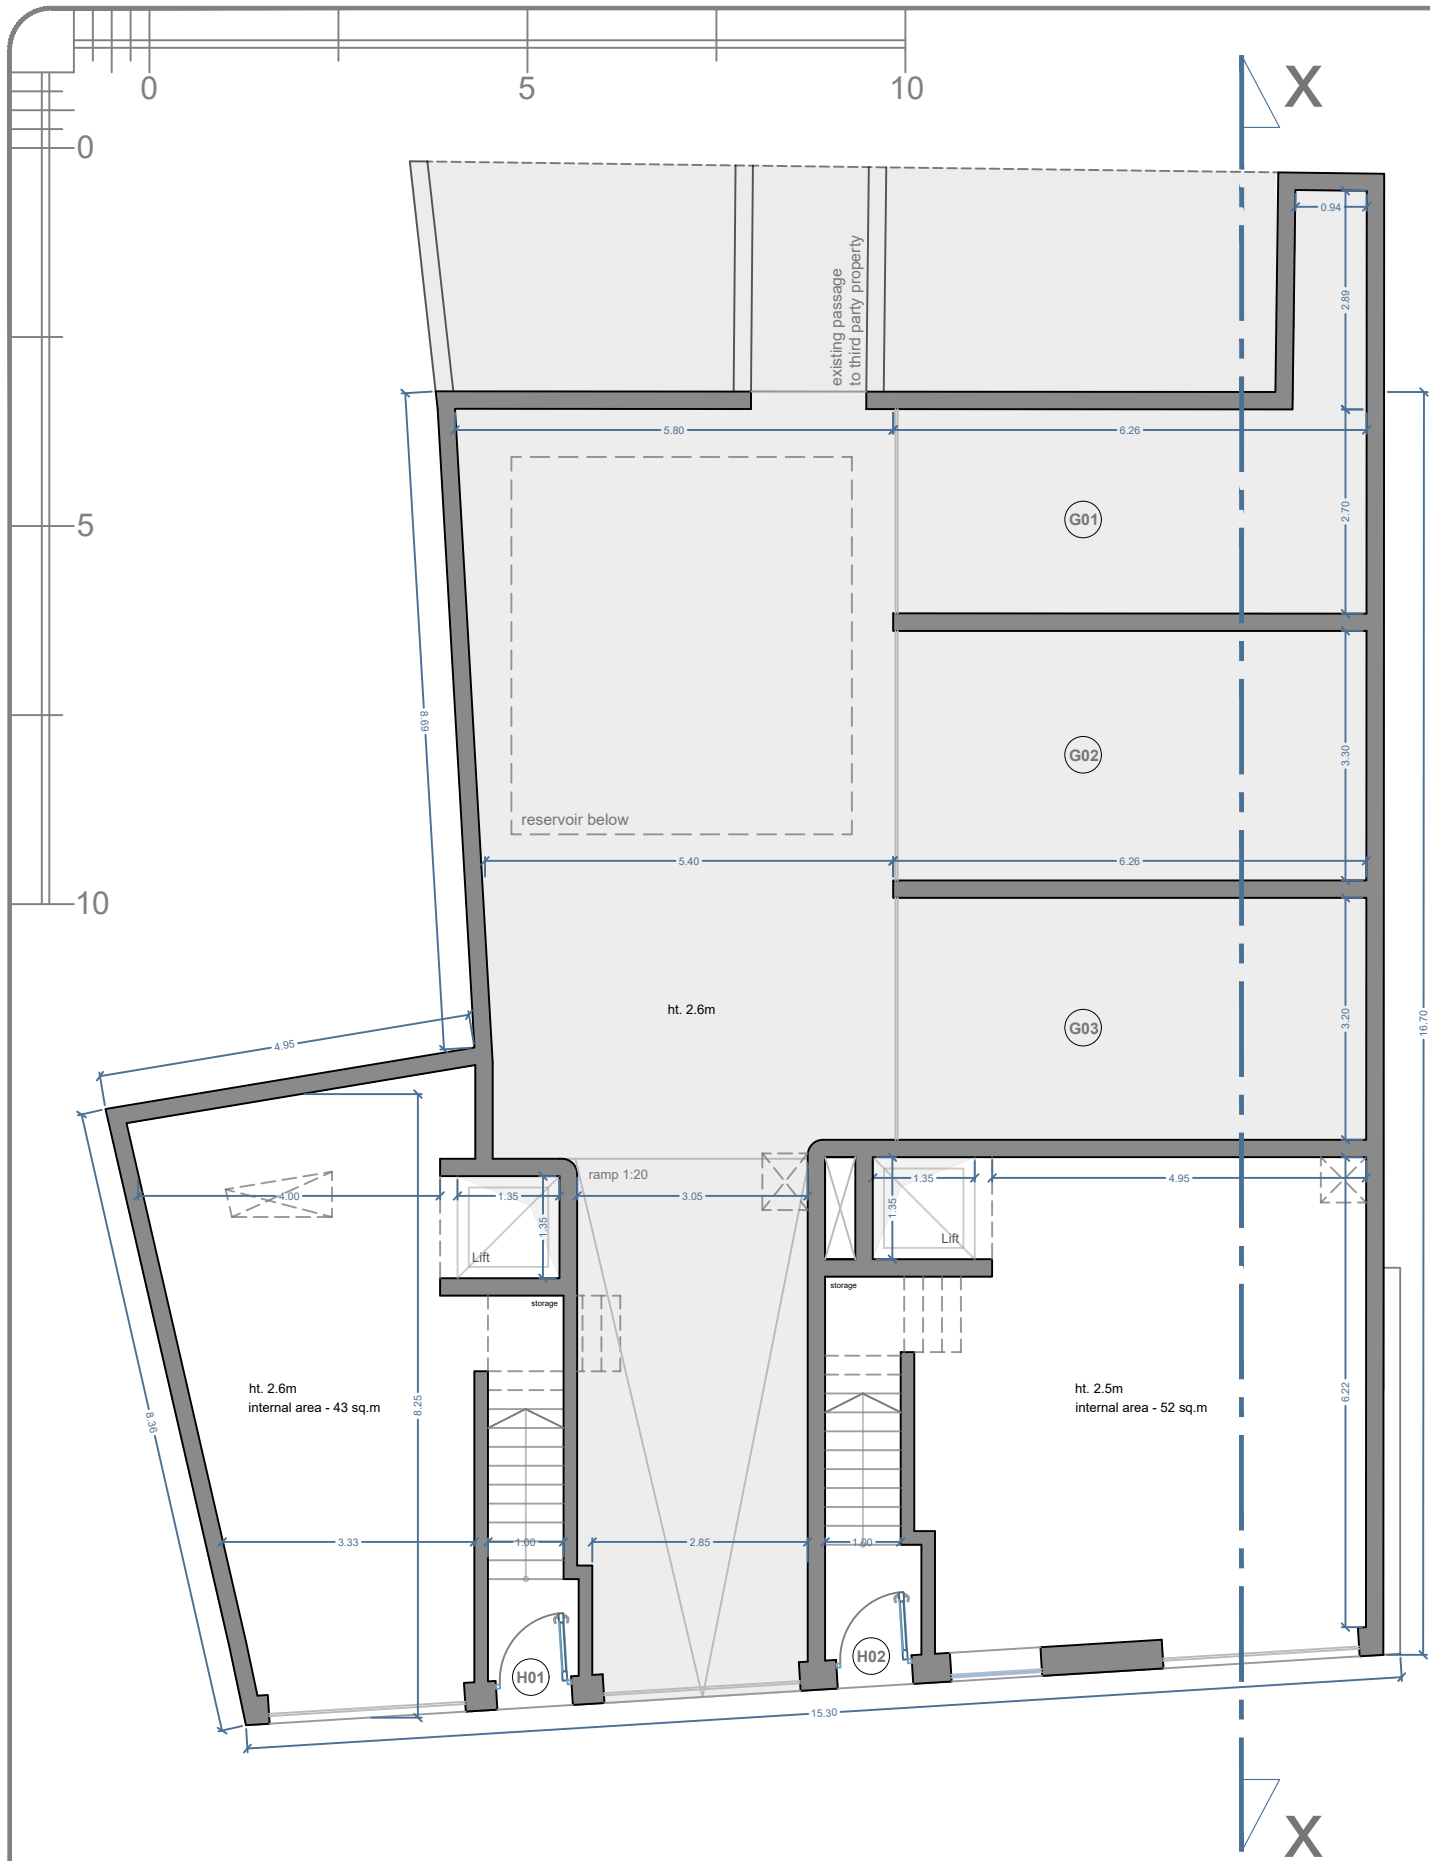 0
5
10
X
0
0.94
existing passage
to third party property
2.89
5.80
6.26
5
G01
2.70
8.69
G02
3.30
reservoir below
5.40
6.26
10
ht. 2.6m
G03
3.20
16.70
4.95
ramp 1:20
4.00
1.35
3.05
1.35
4.95
1.35
1.35
Lift
Lift
storage
storage
ht. 2.6m
internal area - 43 sq.m
8.25
8.36
ht. 2.5m
internal area - 52 sq.m
6.22
3.33
1.00
2.85
1.00
H01
H02
15.30
X